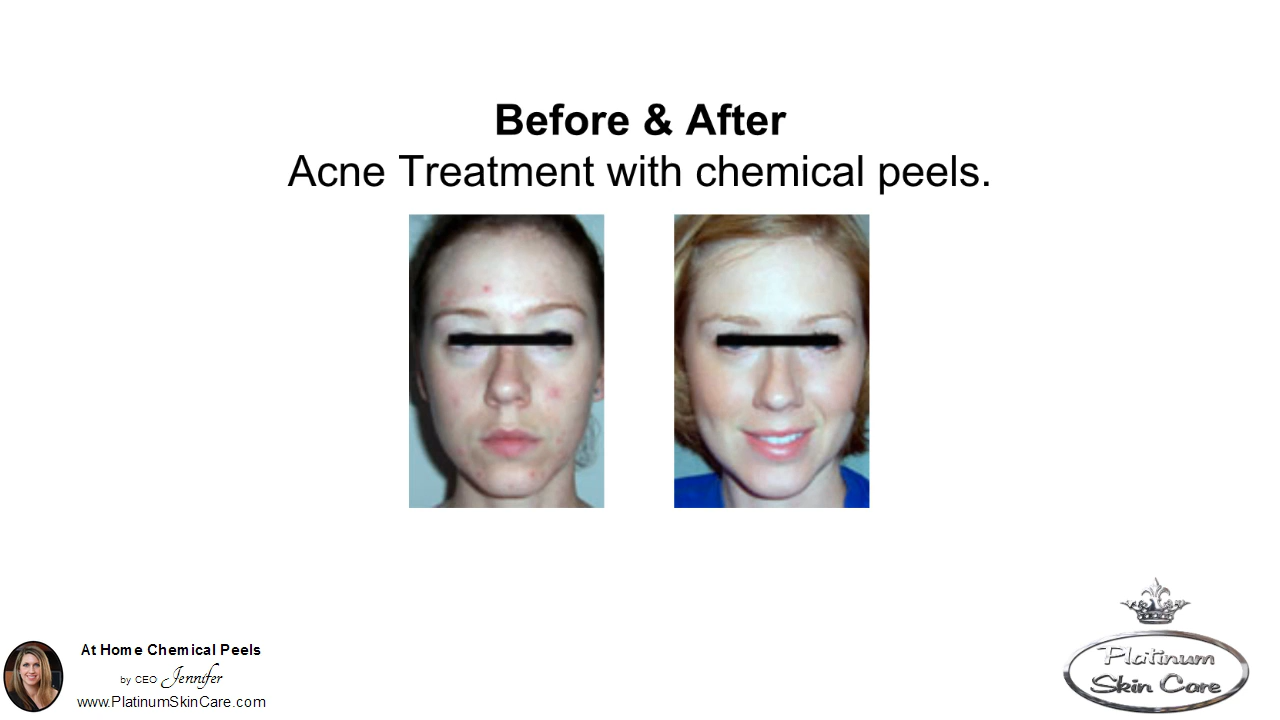 Before & After
Acne Treatment with chemical peels.
At Home Chemical Peels
by CEO Jennifer
www.PlatinumSkinCare.com
Platinum
Skin Care